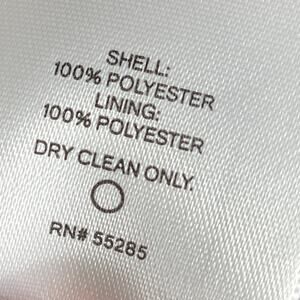 SHELL:
100% POLYESTER
LINING:
100% POLYESTER
DRY CLEAN ONLY.
RN# 55285